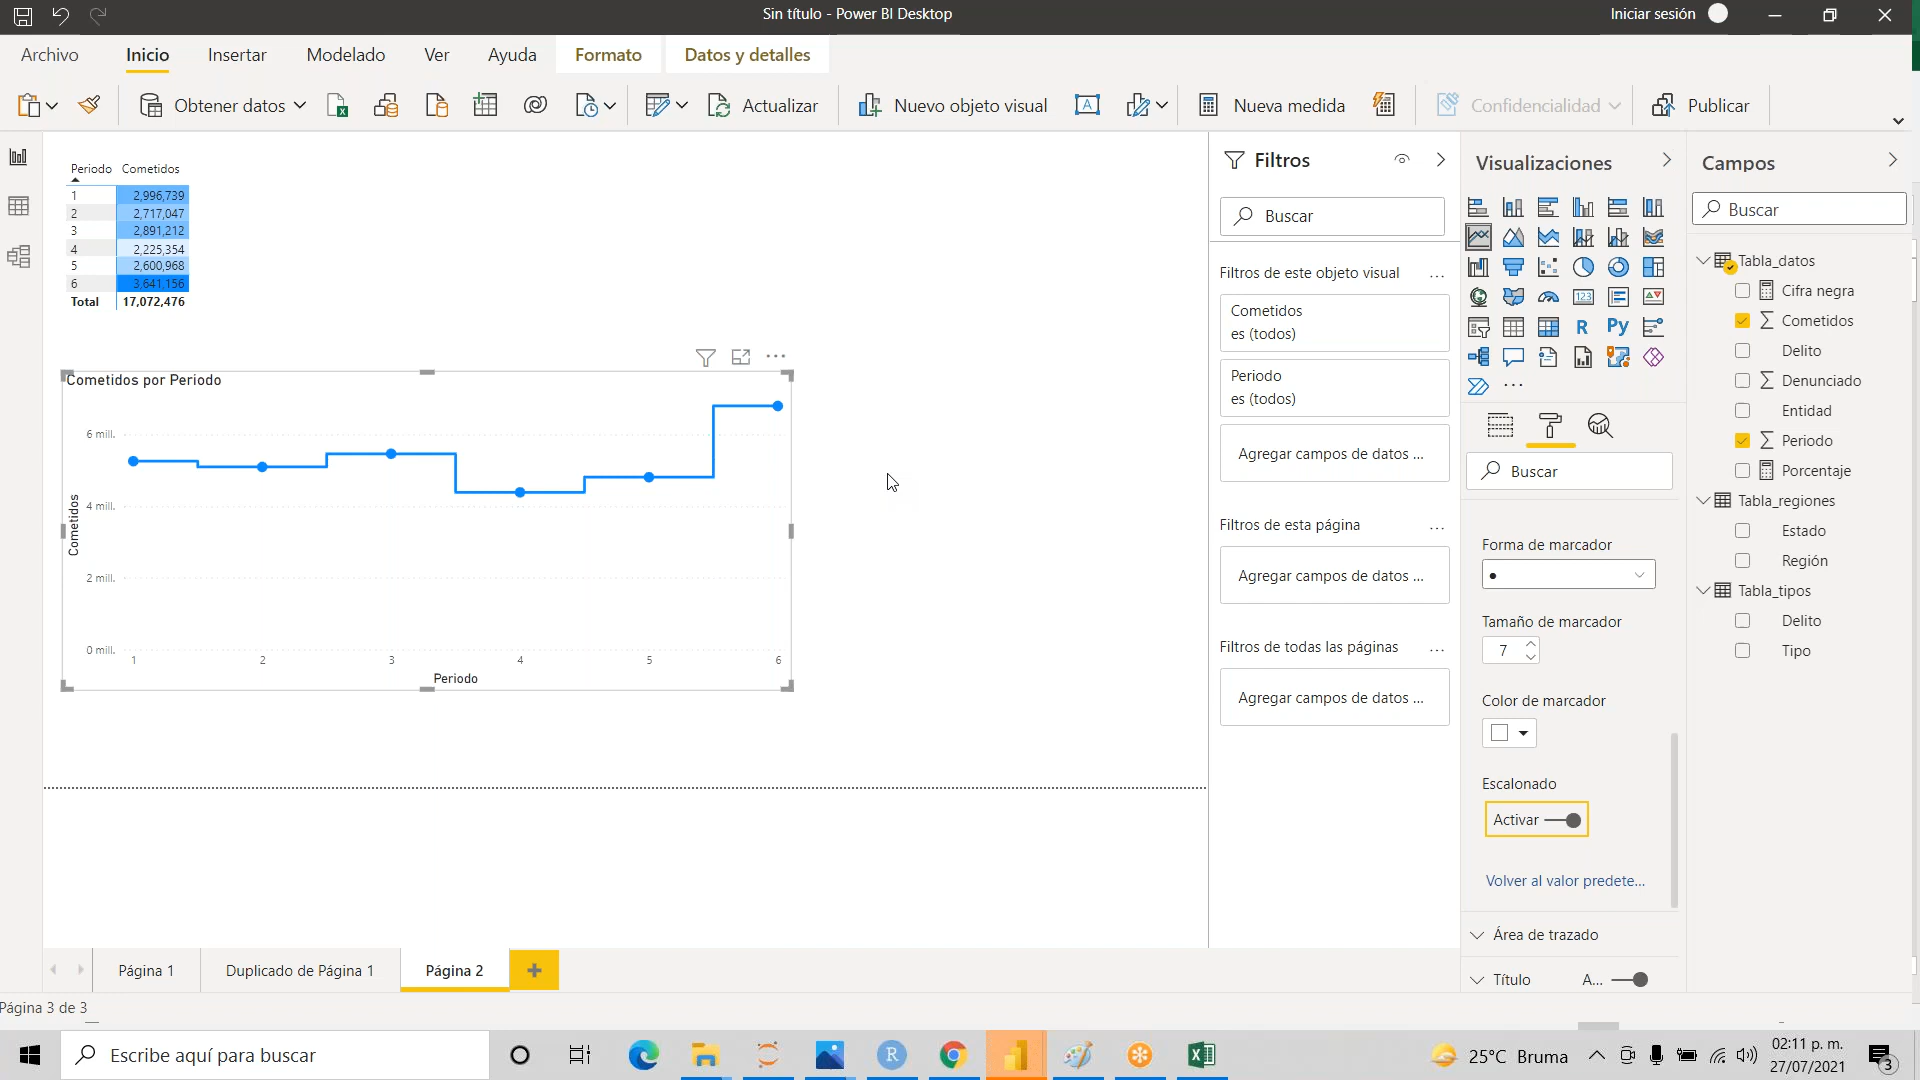 Sin título - Power BI Desktop
Iniciar sesión
Archivo
Inicio
Insertar
Modelado
Ver
Ayuda
Formato
Datos y detalles
Obtener datos
Actualizar
Nuevo objeto visual
Nueva medida
Confidencialidad
Publicar
Periodo Cometidos
1 2,996,739
2 2,717,047
3 2,891,212
4 2,225,354
5 2,600,968
6 3,641,156
Total 17,072,476
Cometidos por Periodo
6 mill.
4 mill.
2 mill.
0 mill.
Cometidos
1 2 3 4 5 6
Periodo
Filtros
Buscar
Filtros de este objeto visual ...
Cometidos
es (todos)
Periodo
es (todos)
Agregar campos de datos ...
Filtros de esta página ...
Agregar campos de datos ...
Filtros de todas las páginas ...
Agregar campos de datos ...
Visualizaciones
123
R
Py
...
Buscar
Forma de marcador
Tamaño de marcador
7
Color de marcador
Escalonado
Activar
Volver al valor predete...
Área de trazado
Título A...
Campos
Buscar
Tabla_datos
Cifra negra
Cometidos
Delito
Denunciado
Entidad
Periodo
Porcentaje
Tabla_regiones
Estado
Región
Tabla_tipos
Delito
Tipo
Página 1
Duplicado de Página 1
Página 2
Página 3 de 3
Escribe aquí para buscar
R
25°C Bruma
02:11 p. m.
27/07/2021
3